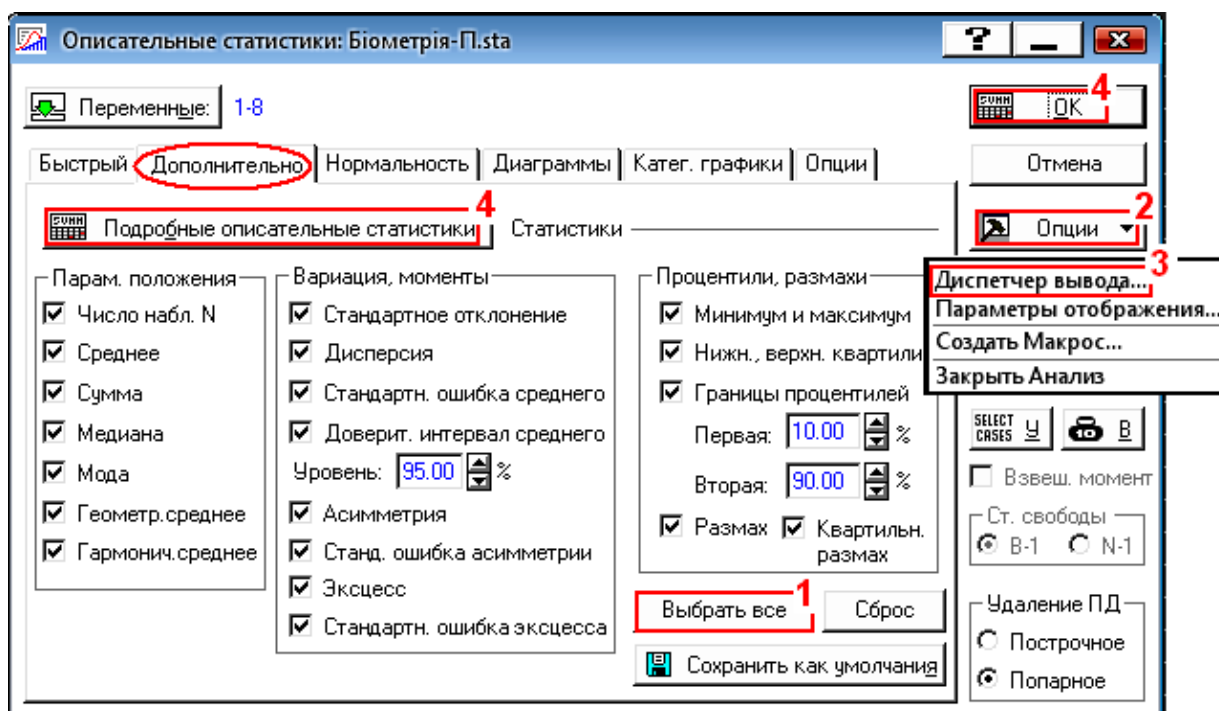 Описательные статистики: Біометрія-П.sta
?
Переменные: 1-8
4
OK
Быстрый Дополнительно Нормальность Диаграммы Катег. графики Опции
Отмена
4
SUMM Подробные описательные статистики Статистики
2
Опции
3
Диспетчер вывода...
Параметры отображения...
Создать Макрос...
Закрыть Анализ
Парам. положения
Число набл. N
Среднее
Сумма
Медиана
Мода
Геометр.среднее
Гармонич.среднее
Вариация, моменты
Стандартное отклонение
Дисперсия
Стандартн. ошибка среднего
Доверит. интервал среднего
Уровень: 95.00 %
Асимметрия
Станд. ошибка асимметрии
Эксцесс
Стандартн. ошибка эксцесса
Процентили, размахи
Минимум и максимум
Нижн., верхн. квартили
Границы процентилей
Первая: 10.00 %
Вторая: 90.00 %
Размах Квартильн.
размах
1
Выбрать все Сброс
Сохранить как умолчания
SELECT
CASES У В
Взвеш. момент
Ст. свободы
В-1 N-1
Удаление ПД
Построчное
Попарное